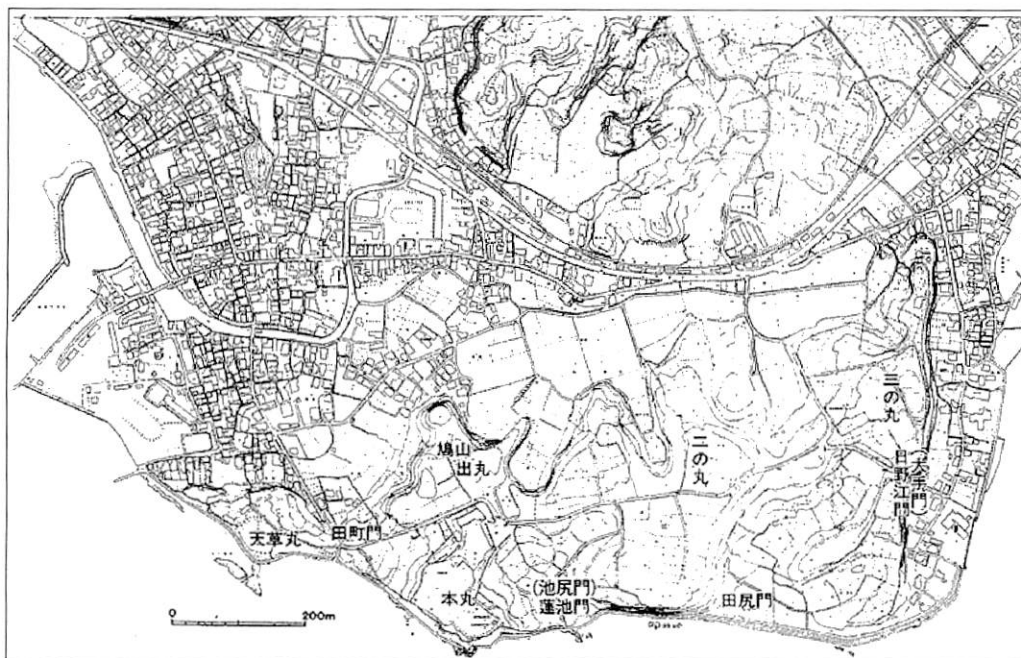 三の丸
(大手門)
日野江門
二の丸
鳩山
出丸
天草丸
田町門
本丸
(池尻門)
蓮池門
田尻門
0
200m